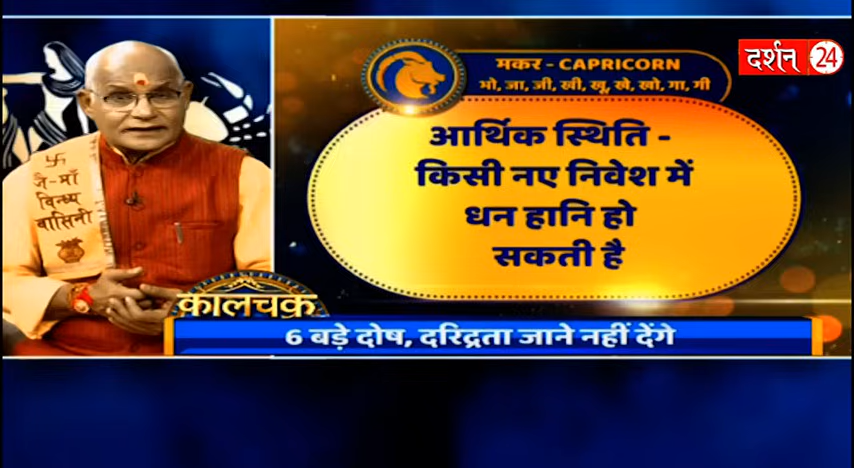 दर्शन 24
मकर - CAPRICORN
भो, जा, जी, खी, खू, खे, खो, गा, गी
आर्थिक स्थिति -
किसी नए निवेश में
धन हानि हो
सकती है
जै-माँ
विन्ध्य
वासिनी
कालचक्र
6 बड़े दोष, दरिद्रता जाने नहीं देंगे